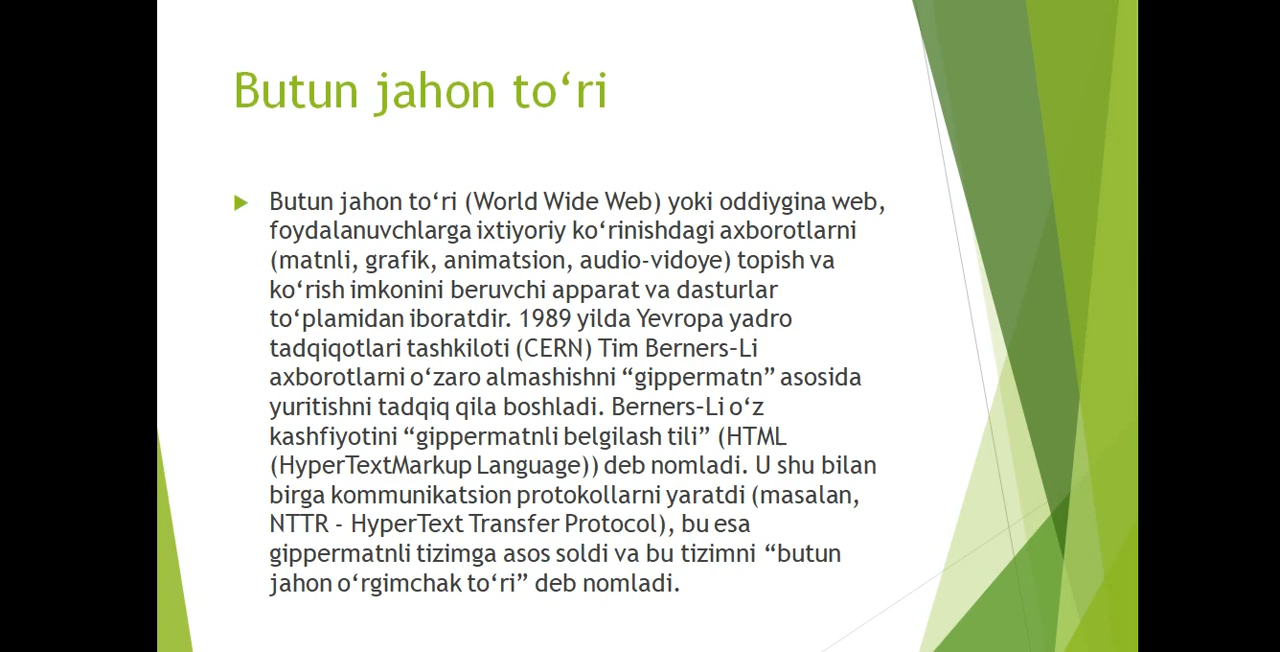 Butun jahon to‘ri
Butun jahon to‘ri (World Wide Web) yoki oddiygina web,
foydalanuvchlarga ixtiyoriy ko‘rinishdagi axborotlarni
(matnli, grafik, animatsion, audio-vidoye) topish va
ko‘rish imkonini beruvchi apparat va dasturlar
to‘plamidan iboratdir. 1989 yilda Yevropa yadro
tadqiqotlari tashkiloti (CERN) Tim Berners–Li
axborotlarni o‘zaro almashishni “gippermatn” asosida
yuritishni tadqiq qila boshladi. Berners–Li o‘z
kashfiyotini “gippermatnli belgilash tili” (HTML
(HyperTextMarkup Language)) deb nomladi. U shu bilan
birga kommunikatsion protokollarni yaratdi (masalan,
NTTR - HyperText Transfer Protocol), bu esa
gippermatnli tizimga asos soldi va bu tizimni “butun
jahon o‘rgimchak to‘ri” deb nomladi.